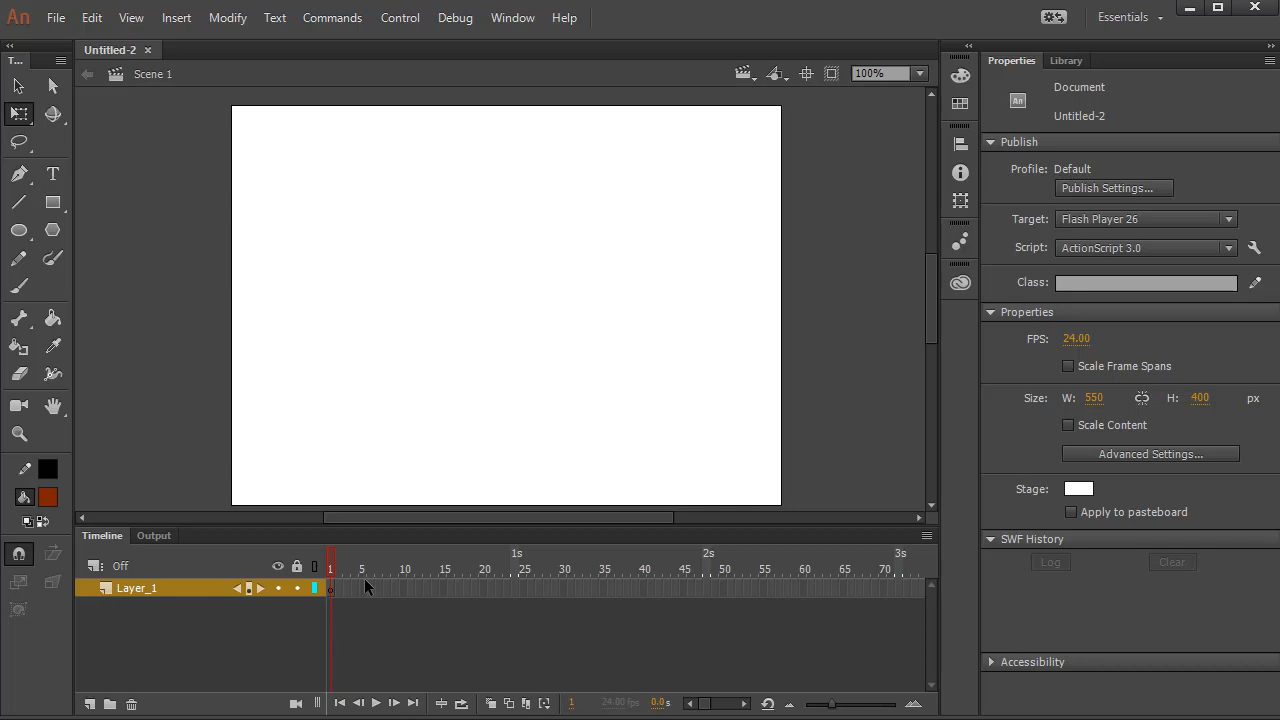 An File Edit View Insert Modify Text Commands Control Debug Window Help Essentials
T... Untitled-2 Properties Library
Scene 1 100%
An Document
Untitled-2
Publish
Profile: Default
Publish Settings...
Target: Flash Player 26
Script: ActionScript 3.0
Class:
Properties
FPS: 24.00
Scale Frame Spans
Size: W: 550 H: 400 px
Scale Content
Advanced Settings...
Stage:
Apply to pasteboard
SWF History
Log Clear
Accessibility
Timeline Output
1s 2s 3s
Off 1 5 10 15 20 25 30 35 40 45 50 55 60 65 70
Layer_1
1 24.00 fps 0.0 s